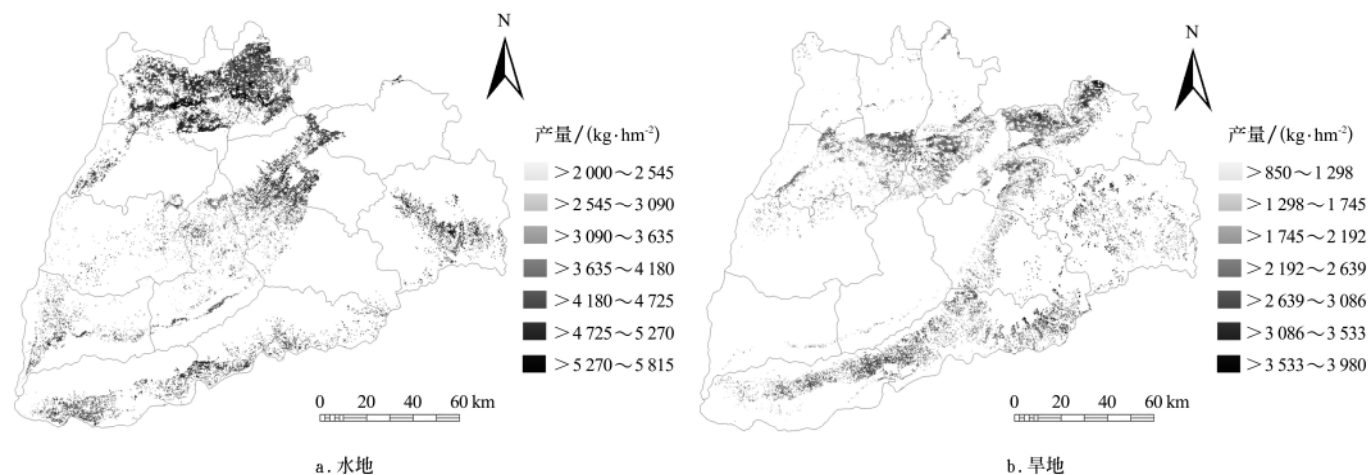 N
产量/(kg·hm⁻²)
>2 000～2 545
>2 545～3 090
>3 090～3 635
>3 635～4 180
>4 180～4 725
>4 725～5 270
>5 270～5 815
0 20 40 60 km
a. 水地
N
产量/(kg·hm⁻²)
>850～1 298
>1 298～1 745
>1 745～2 192
>2 192～2 639
>2 639～3 086
>3 086～3 533
>3 533～3 980
0 20 40 60 km
b. 旱地